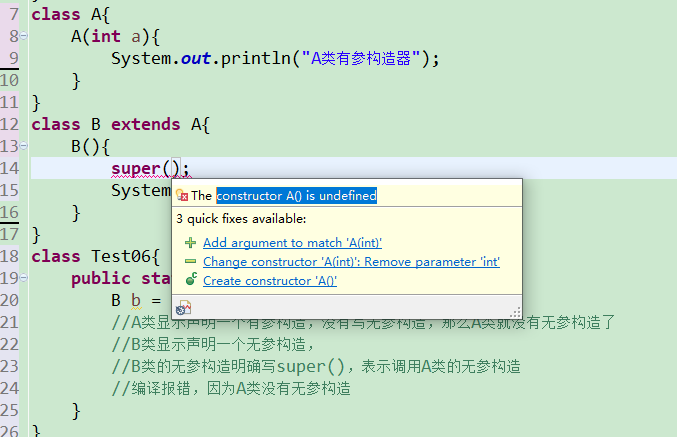 7 class A{
8 A(int a){
9 System.out.println("A类有参构造器");
10 }
11 }
12 class B extends A{
13 B(){
14 super();
15 System
16 }
17 }
18 class Test06{
19 public sta
20 B b =
21 //A类显示声明一个有参构造，没有写无参构造，那么A类就没有无参构造了
22 //B类显示声明一个无参构造，
23 //B类的无参构造明确写super()，表示调用A类的无参构造
24 //编译报错，因为A类没有无参构造
25 }
26 }
The constructor A() is undefined
3 quick fixes available:
Add argument to match 'A(int)'
Change constructor 'A(int)': Remove parameter 'int'
Create constructor 'A()'